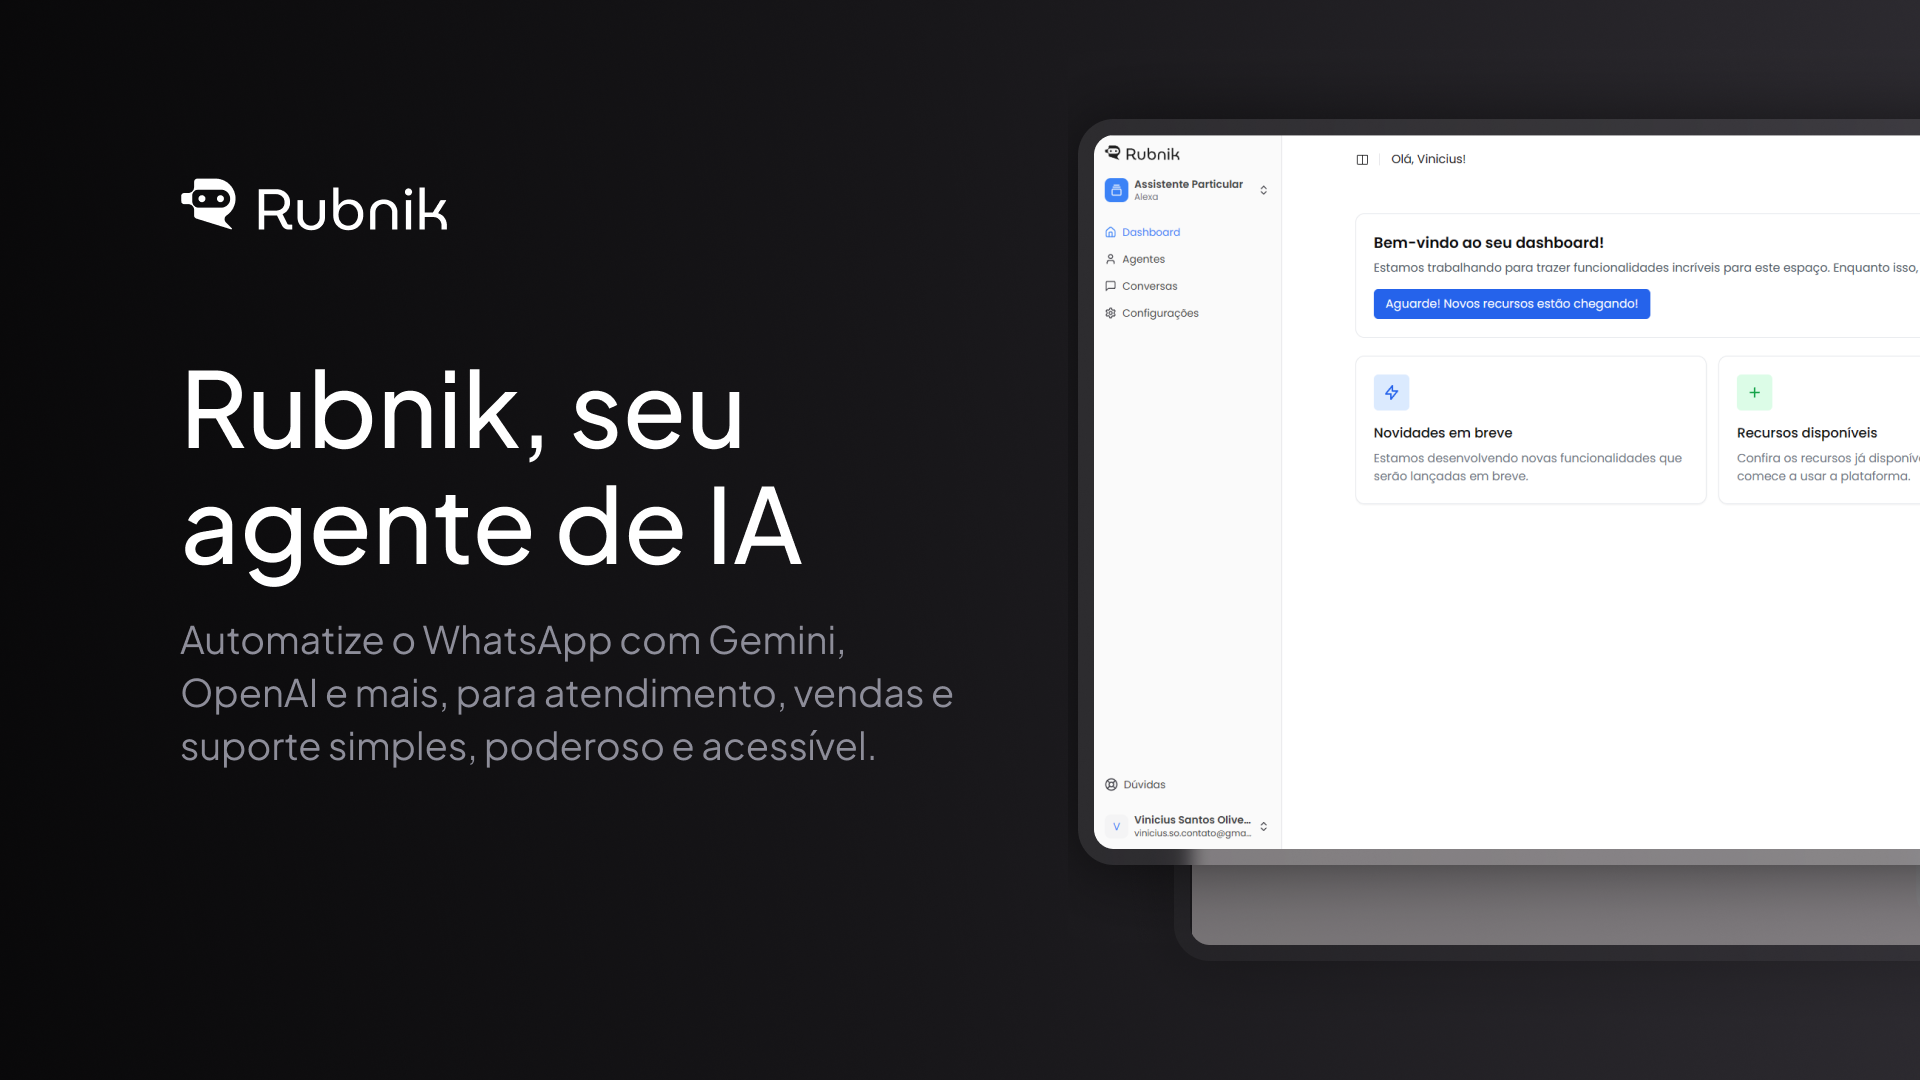 Rubnik
Rubnik, seu
agente de IA
Automatize o WhatsApp com Gemini,
OpenAI e mais, para atendimento, vendas e
suporte simples, poderoso e acessível.
Rubnik
Assistente Particular
Alexa
Dashboard
Agentes
Conversas
Configurações
Dúvidas
V
Vinicius Santos Olive...
vinicius.so.contato@gma...
Olá, Vinicius!
Bem-vindo ao seu dashboard!
Estamos trabalhando para trazer funcionalidades incríveis para este espaço. Enquanto isso,
Aguarde! Novos recursos estão chegando!
Novidades em breve
Estamos desenvolvendo novas funcionalidades que
serão lançadas em breve.
Recursos disponíveis
Confira os recursos já
comece a usar a plataforma.